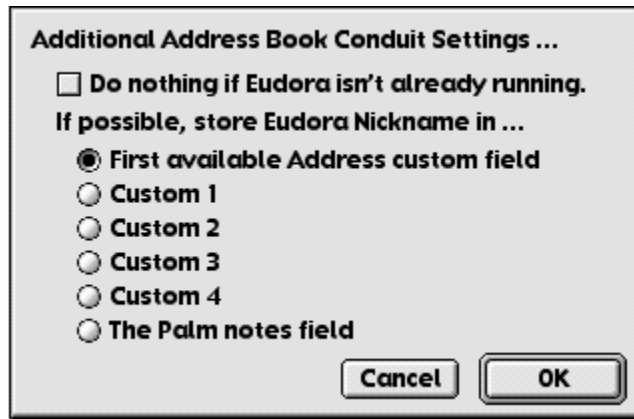 Additional Address Book Conduit Settings ...
Do nothing if Eudora isn't already running.
If possible, store Eudora Nickname in ...
First available Address custom field
Custom 1
Custom 2
Custom 3
Custom 4
The Palm notes field
Cancel OK